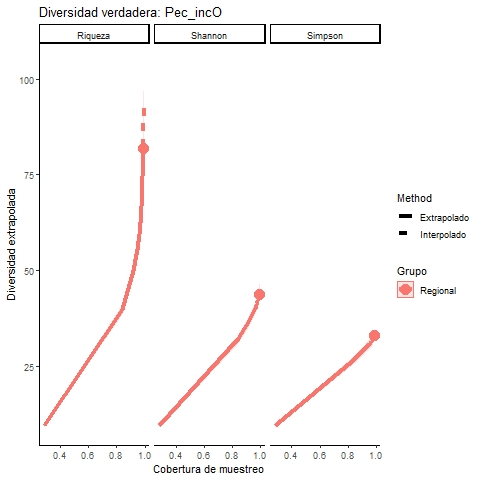 Diversidad verdadera: Pec_incO
Riqueza
Shannon
Simpson
Diversidad extrapolada
100
75
50
25
0.4 0.6 0.8 1.0
0.4 0.6 0.8 1.0
0.4 0.6 0.8 1.0
Cobertura de muestreo
Method
Extrapolado
Interpolado
Grupo
Regional